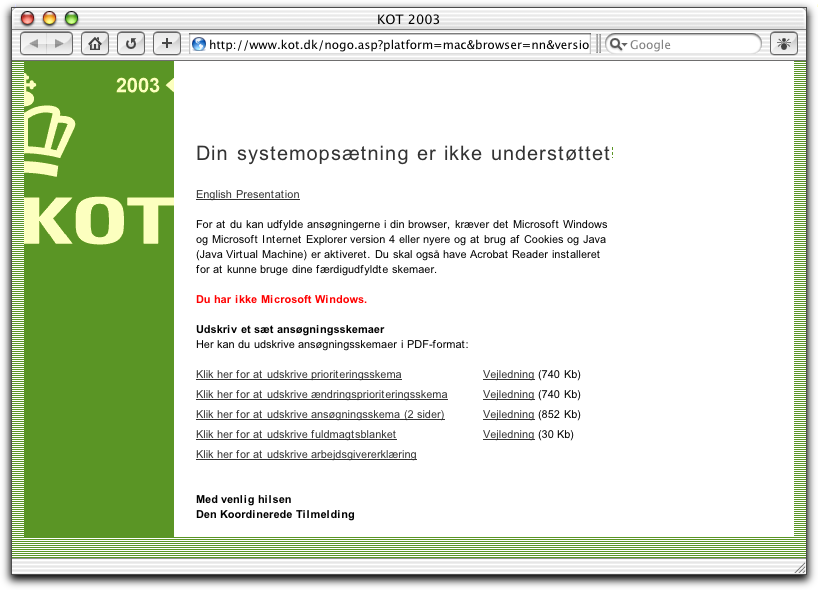 KOT 2003
http://www.kot.dk/nogo.asp?platform=mac&browser=nn&versio
Google
2003
KOT
Din systemopsætning er ikke understøttet
English Presentation
For at du kan udfylde ansøgningerne i din browser, kræver det Microsoft Windows
og Microsoft Internet Explorer version 4 eller nyere og at brug af Cookies og Java
(Java Virtual Machine) er aktiveret. Du skal også have Acrobat Reader installeret
for at kunne bruge dine færdigudfyldte skemaer.
Du har ikke Microsoft Windows.
Udskriv et sæt ansøgningsskemaer
Her kan du udskrive ansøgningsskemaer i PDF-format:
Klik her for at udskrive prioriteringsskema Vejledning (740 Kb)
Klik her for at udskrive ændringsprioriteringsskema Vejledning (740 Kb)
Klik her for at udskrive ansøgningsskema (2 sider) Vejledning (852 Kb)
Klik her for at udskrive fuldmagtsblanket Vejledning (30 Kb)
Klik her for at udskrive arbejdsgivererklæring
Med venlig hilsen
Den Koordinerede Tilmelding